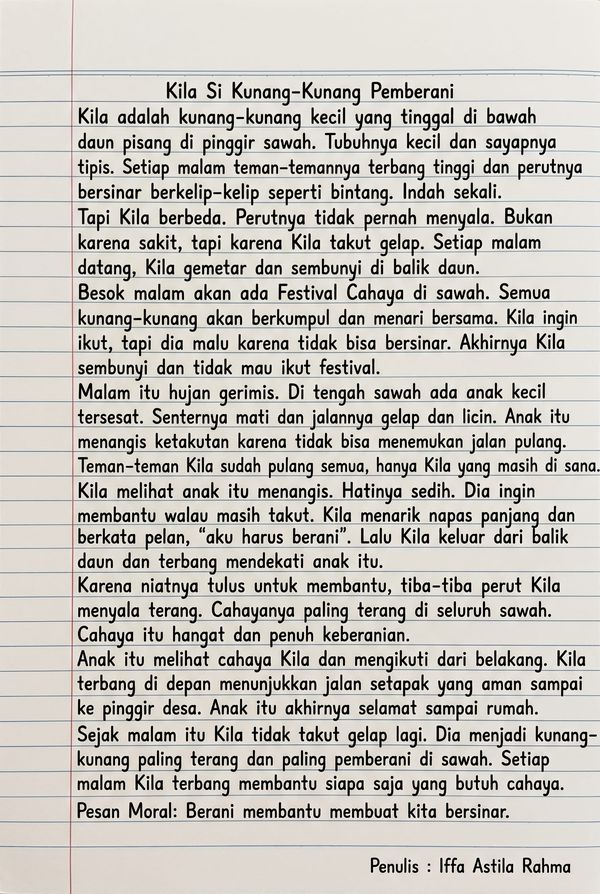 Kila Si Kunang-Kunang Pemberani
Kila adalah kunang-kunang kecil yang tinggal di bawah
daun pisang di pinggir sawah. Tubuhnya kecil dan sayapnya
tipis. Setiap malam teman-temannya terbang tinggi dan perutnya
bersinar berkelip-kelip seperti bintang. Indah sekali.
Tapi Kila berbeda. Perutnya tidak pernah menyala. Bukan
karena sakit, tapi karena Kila takut gelap. Setiap malam
datang, Kila gemetar dan sembunyi di balik daun.
Besok malam akan ada Festival Cahaya di sawah. Semua
kunang-kunang akan berkumpul dan menari bersama. Kila ingin
ikut, tapi dia malu karena tidak bisa bersinar. Akhirnya Kila
sembunyi dan tidak mau ikut festival.
Malam itu hujan gerimis. Di tengah sawah ada anak kecil
tersesat. Senternya mati dan jalannya gelap dan licin. Anak itu
menangis ketakutan karena tidak bisa menemukan jalan pulang.
Teman-teman Kila sudah pulang semua, hanya Kila yang masih di sana.
Kila melihat anak itu menangis. Hatinya sedih. Dia ingin
membantu walau masih takut. Kila menarik napas panjang dan
berkata pelan, “aku harus berani”. Lalu Kila keluar dari balik
daun dan terbang mendekati anak itu.
Karena niatnya tulus untuk membantu, tiba-tiba perut Kila
menyala terang. Cahayanya paling terang di seluruh sawah.
Cahaya itu hangat dan penuh keberanian.
Anak itu melihat cahaya Kila dan mengikuti dari belakang. Kila
terbang di depan menunjukkan jalan setapak yang aman sampai
ke pinggir desa. Anak itu akhirnya selamat sampai rumah.
Sejak malam itu Kila tidak takut gelap lagi. Dia menjadi kunang-
kunang paling terang dan paling pemberani di sawah. Setiap
malam Kila terbang membantu siapa saja yang butuh cahaya.
Pesan Moral: Berani membantu membuat kita bersinar.
Penulis : Iffa Astila Rahma